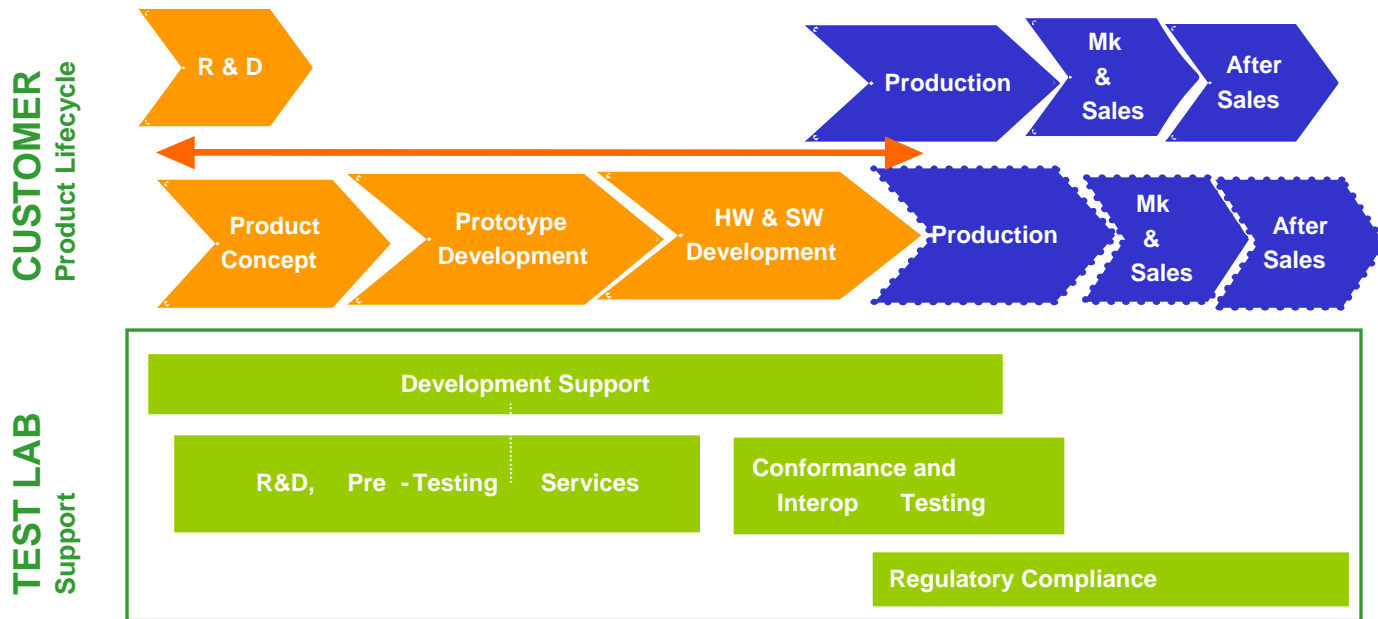 CUSTOMER
Product Lifecycle
R & D
Production
Mk
&
Sales
After
Sales
Product
Concept
Prototype
Development
HW & SW
Development
Production
Mk
&
Sales
After
Sales
TEST LAB
Support
Development Support
R&D, Pre - Testing Services
Conformance and
Interop Testing
Regulatory Compliance